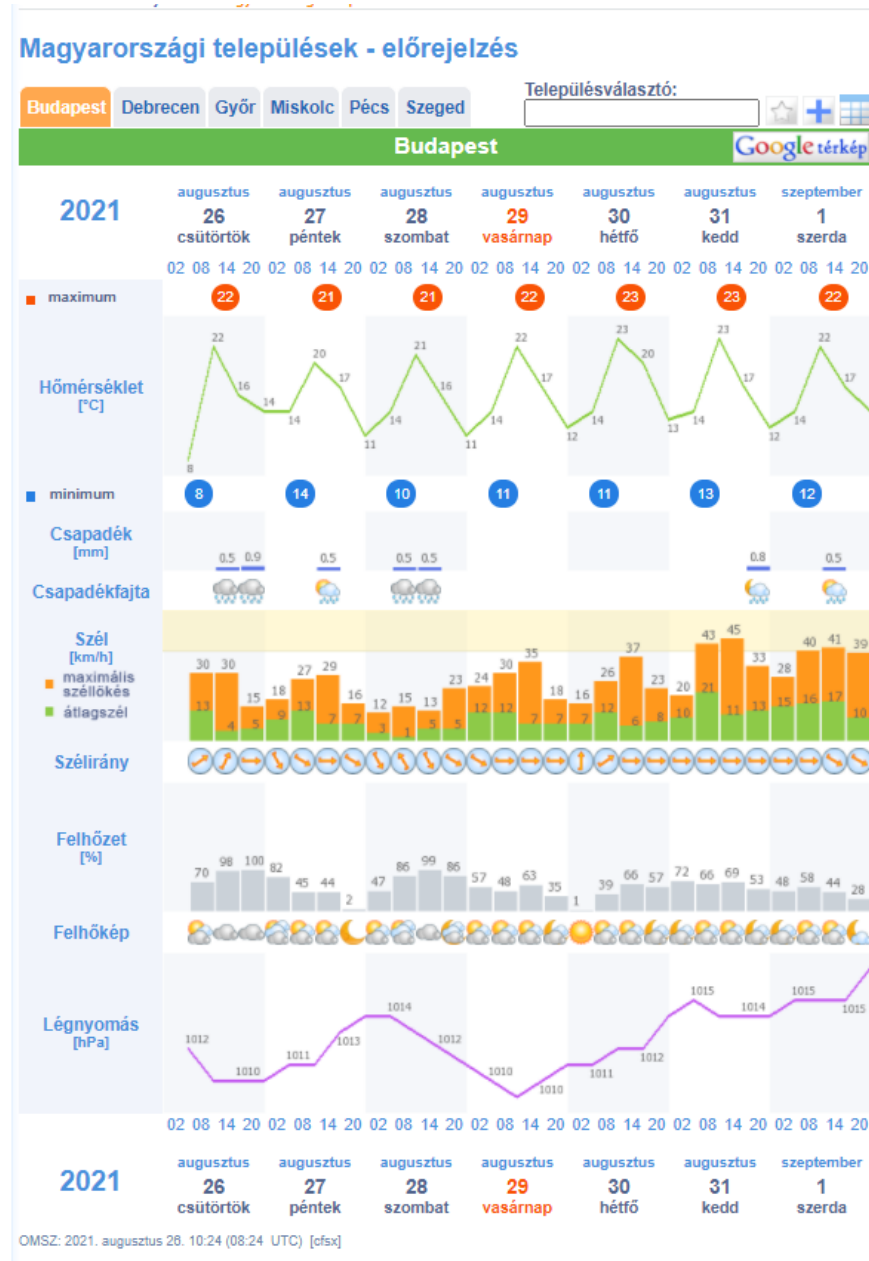 Magyarországi települések - előrejelzés
Településválasztó:
Budapest Debrecen Győr Miskolc Pécs Szeged
Budapest Google térkép
augusztus augusztus augusztus augusztus augusztus augusztus szeptember
2021 26 27 28 29 30 31 1
csütörtök péntek szombat vasárnap hétfő kedd szerda
02 08 14 20 02 08 14 20 02 08 14 20 02 08 14 20 02 08 14 20 02 08 14 20 02 08 14 20
maximum 22 21 21 22 23 23 22
Hőmérséklet
[°C]
8 22 16 14 14 20 17 11 14 21 16 11 14 22 17 12 14 23 20 13 14 23 17 12 14 22 17
minimum 8 14 10 11 11 13 12
Csapadék
[mm]
0.5 0.9 0.5 0.5 0.5 0.8 0.5
Csapadékfajta
Szél
[km/h]
maximális
széllökés
átlagszél
30 30 15 18 27 29 16 12 15 13 23 24 30 35 18 16 26 37 23 20 43 45 33 28 40 41 39
13 4 5 9 13 7 7 3 1 5 5 12 12 7 7 7 12 6 8 10 21 11 13 15 16 17 10
Szélirány
Felhőzet
[%]
70 98 100 82 45 44 2 47 86 99 86 57 48 63 35 1 39 66 57 72 66 69 53 48 58 44 28
Felhőkép
Légnyomás
[hPa]
1012 1010 1011 1013 1014 1012 1010 1010 1011 1012 1015 1014 1015 1015
02 08 14 20 02 08 14 20 02 08 14 20 02 08 14 20 02 08 14 20 02 08 14 20 02 08 14 20
augusztus augusztus augusztus augusztus augusztus augusztus szeptember
2021 26 27 28 29 30 31 1
csütörtök péntek szombat vasárnap hétfő kedd szerda
OMSZ: 2021. augusztus 26. 10:24 (08:24 UTC) [cfsx]